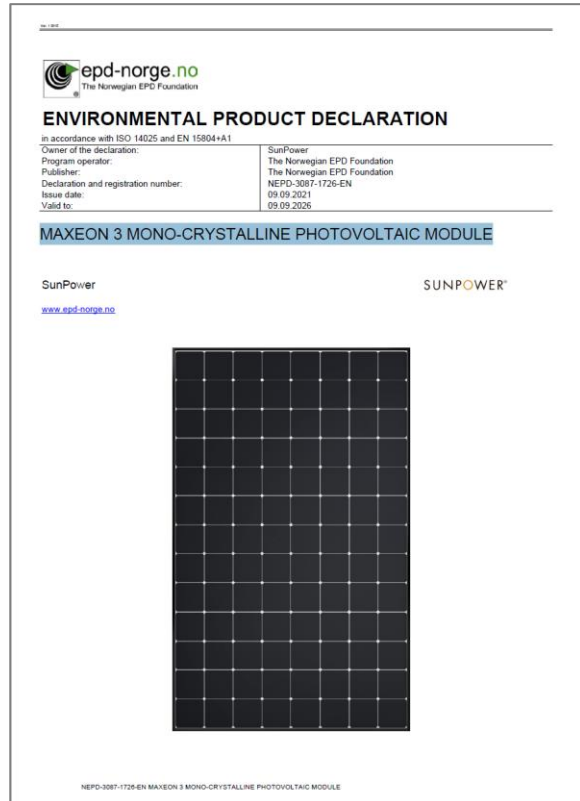 epd-norge.no
The Norwegian EPD Foundation
ENVIRONMENTAL PRODUCT DECLARATION
in accordance with ISO 14025 and EN 15804+A1
Owner of the declaration: SunPower
Program operator: The Norwegian EPD Foundation
Publisher: The Norwegian EPD Foundation
Declaration and registration number: NEPD-3087-1726-EN
Issue date: 09.09.2021
Valid to: 09.09.2026
MAXEON 3 MONO-CRYSTALLINE PHOTOVOLTAIC MODULE
SunPower SUNPOWER®
www.epd-norge.no
NEPD-3087-1726-EN MAXEON 3 MONO-CRYSTALLINE PHOTOVOLTAIC MODULE